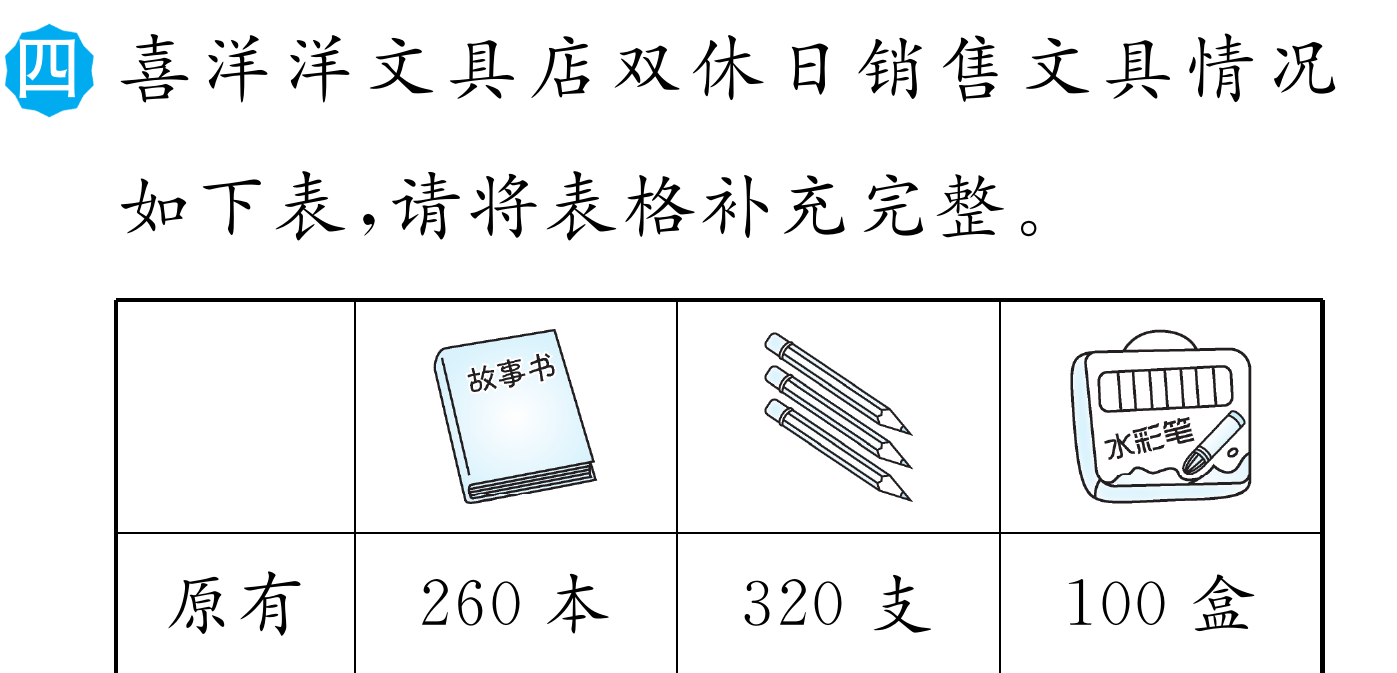 四 喜洋洋文具店双休日销售文具情况
如下表,请将表格补充完整。
故事书
水彩笔
原有 260 本 320 支 100 盒